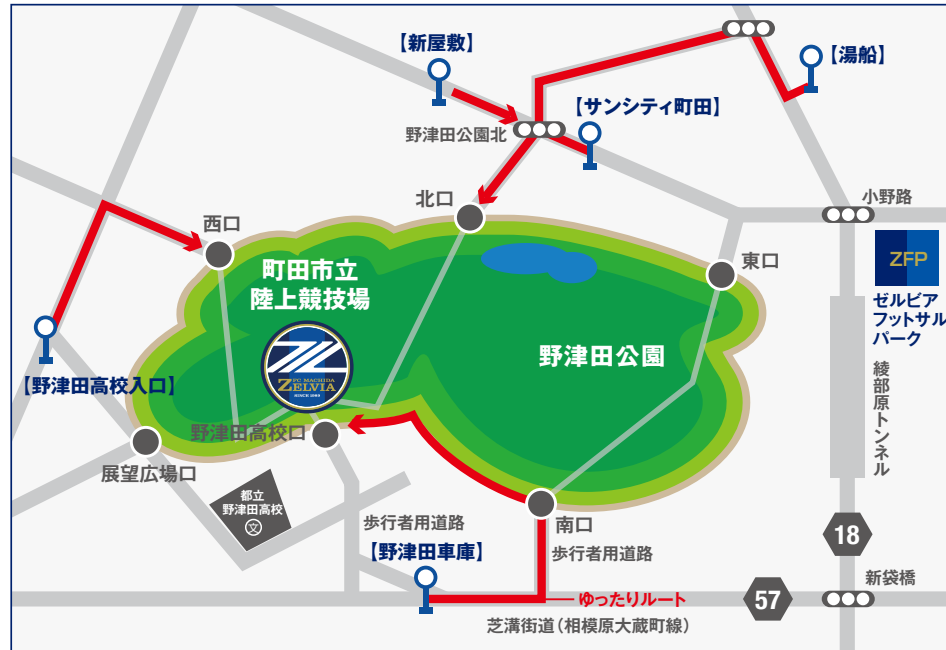 【新屋敷】
【湯船】
【サンシティ町田】
野津田公園北
北口
小野路
西口
東口
ZFP
ゼルビア
フットサル
パーク
町田市立
陸上競技場
野津田公園
FC MACHIDA
ZELVIA
SINCE 1989
【野津田高校入口】
綾部原トンネル
野津田高校口
展望広場口
都立
野津田高校
文
南口
歩行者用道路
歩行者用道路
18
【野津田車庫】
新袋橋
ゆったりルート
57
芝溝街道（相模原大蔵町線）